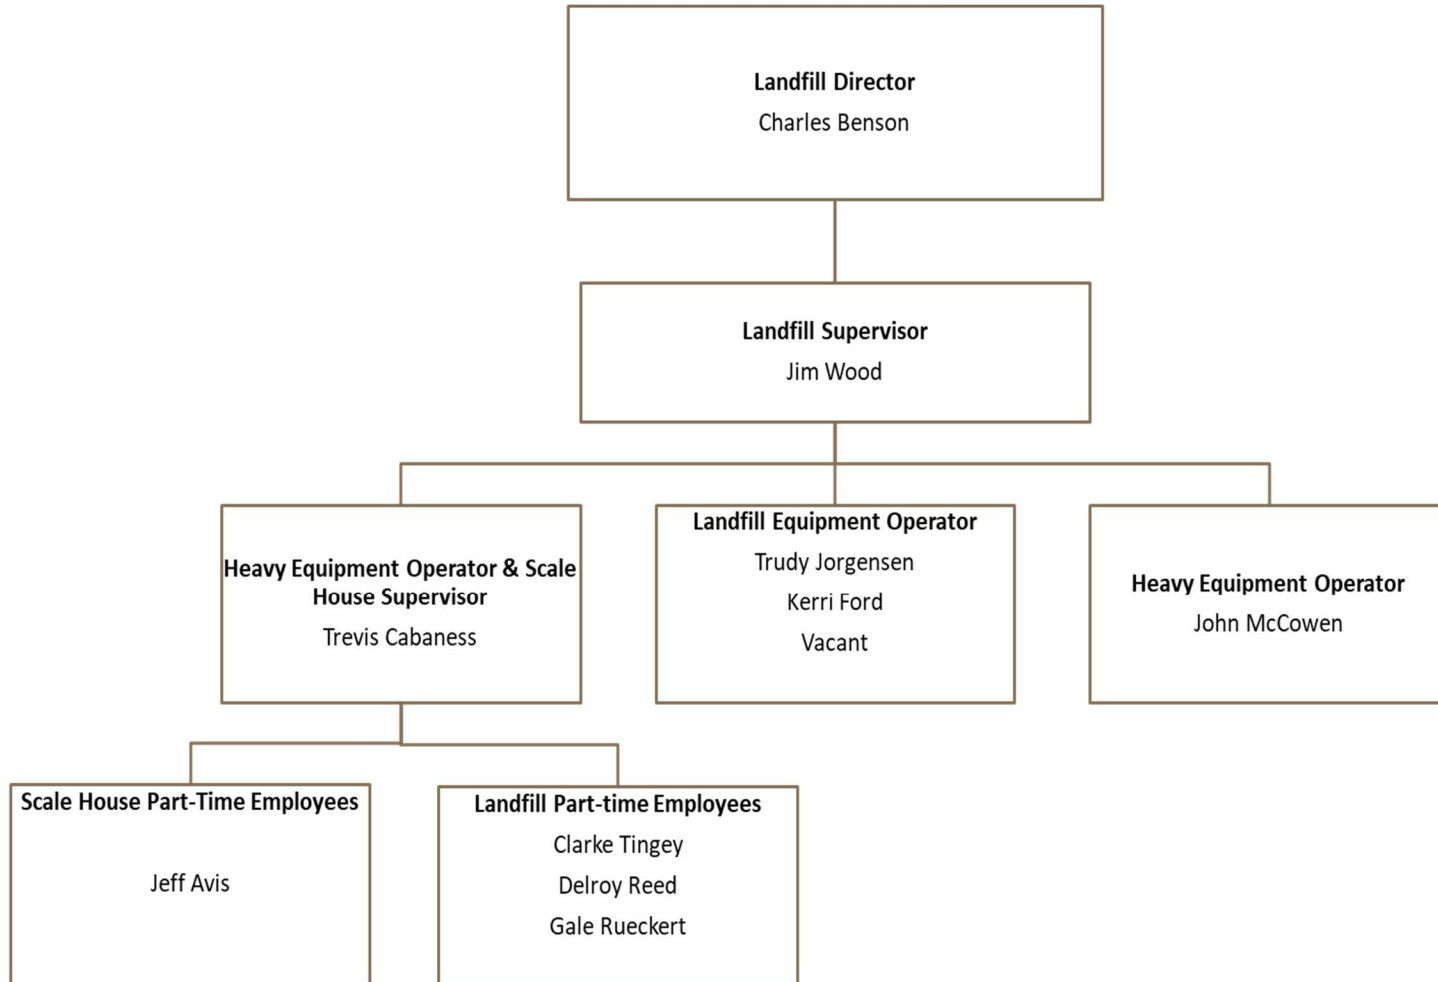 Landfill Director
Charles Benson
Landfill Supervisor
Jim Wood
Heavy Equipment Operator & Scale
House Supervisor
Trevis Cabaness
Landfill Equipment Operator
Trudy Jorgensen
Kerri Ford
Vacant
Heavy Equipment Operator
John McCowen
Scale House Part-Time Employees
Jeff Avis
Landfill Part-time Employees
Clarke Tingey
Delroy Reed
Gale Rueckert